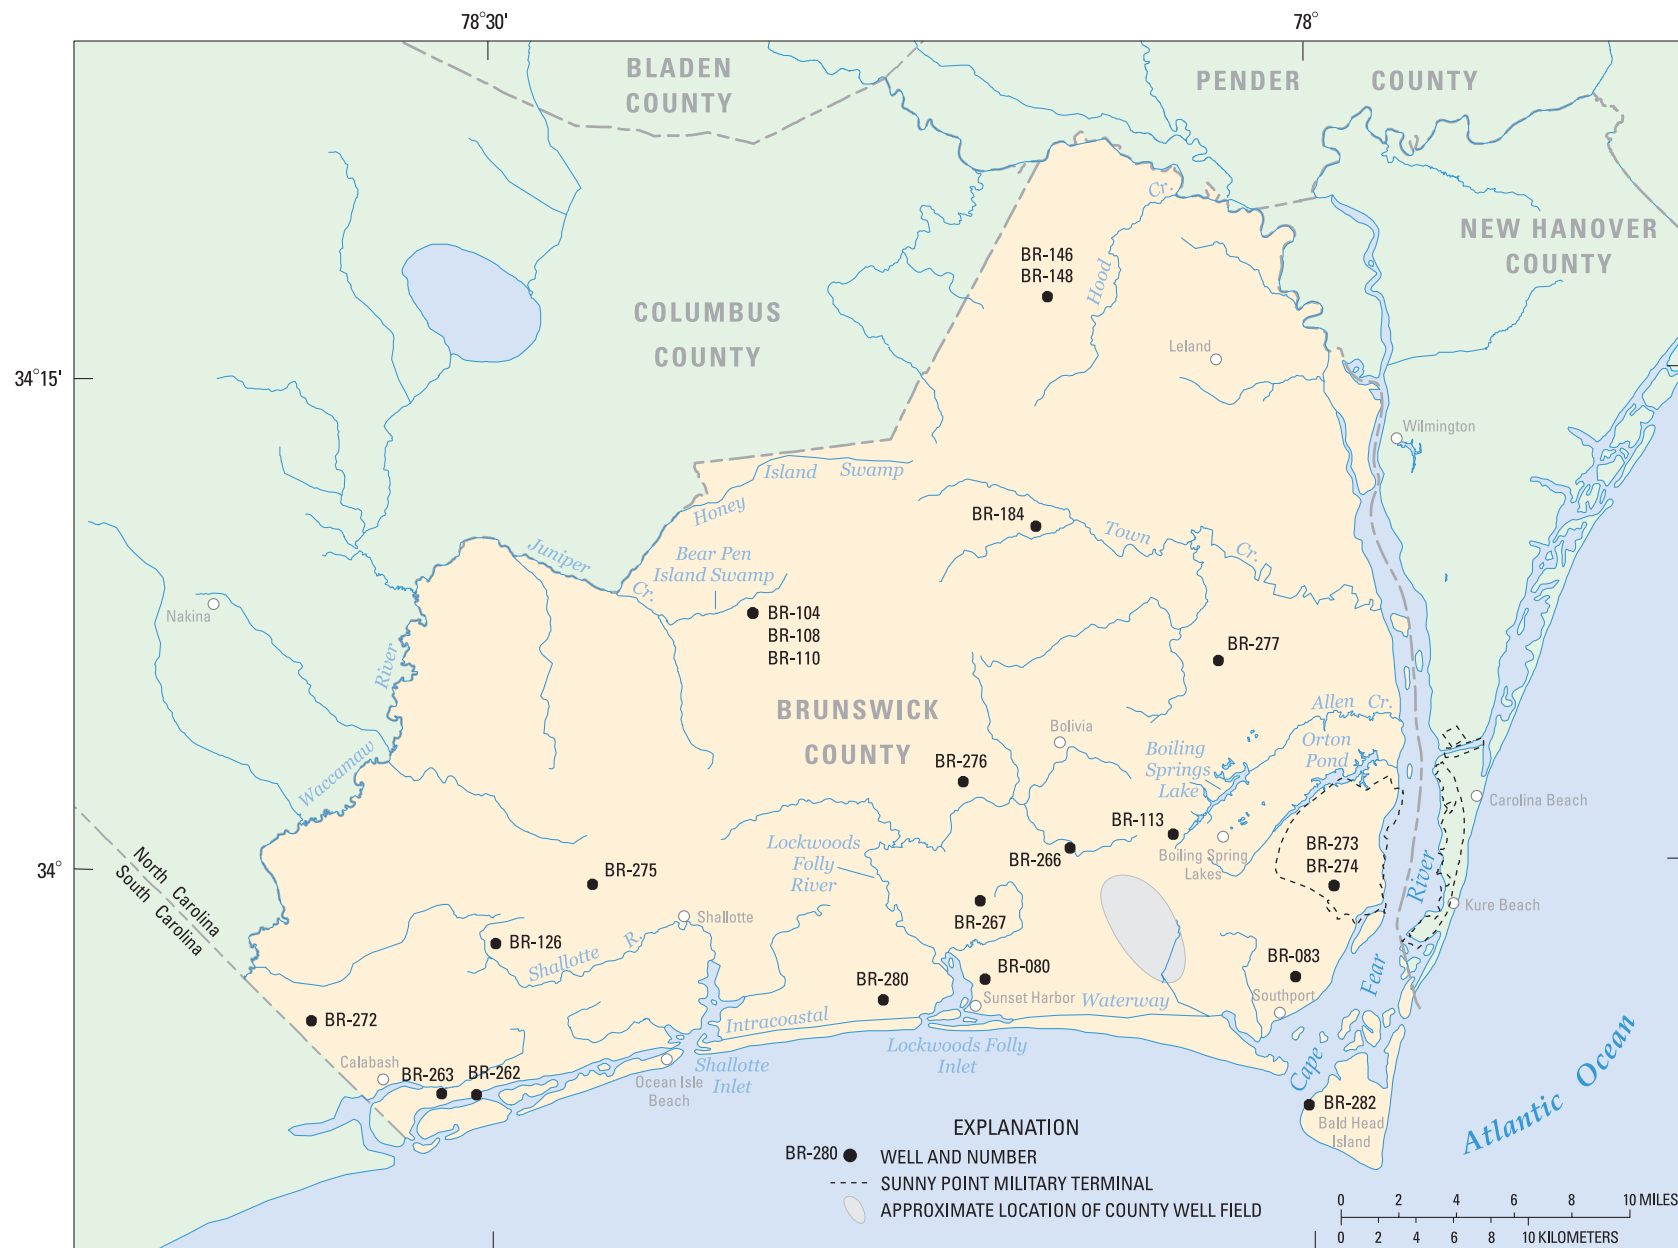 78°30'
78°
BLADEN
COUNTY
PENDER COUNTY
NEW HANOVER
COUNTY
Cr.
Hood
BR-146
BR-148
COLUMBUS
COUNTY
Leland
34°15'
Wilmington
Island Swamp
Honey
BR-184
Town
Cr.
Juniper
Cr.
Bear Pen
Island Swamp
Nakina
BR-104
BR-108
BR-110
River
Waccamaw
BR-277
BRUNSWICK
COUNTY
Allen Cr.
Bolivia
Boiling
Springs
Lake
Orton
Pond
BR-276
Carolina Beach
BR-113
Lockwoods
Folly
River
BR-266
Boiling Spring
Lakes
BR-273
BR-274
34°
North Carolina
South Carolina
BR-275
River
Kure Beach
Shallotte
BR-267
BR-126
Shallotte R.
BR-083
Fear
BR-080
BR-280
Sunset Harbor
Waterway
Southport
BR-272
Intracoastal
Calabash
BR-263
BR-262
Ocean Isle
Beach
Shallotte
Inlet
Lockwoods Folly
Inlet
Cape
Atlantic Ocean
BR-282
Bald Head
Island
EXPLANATION
BR-280 WELL AND NUMBER
SUNNY POINT MILITARY TERMINAL
APPROXIMATE LOCATION OF COUNTY WELL FIELD
0 2 4 6 8 10 MILES
0 2 4 6 8 10 KILOMETERS